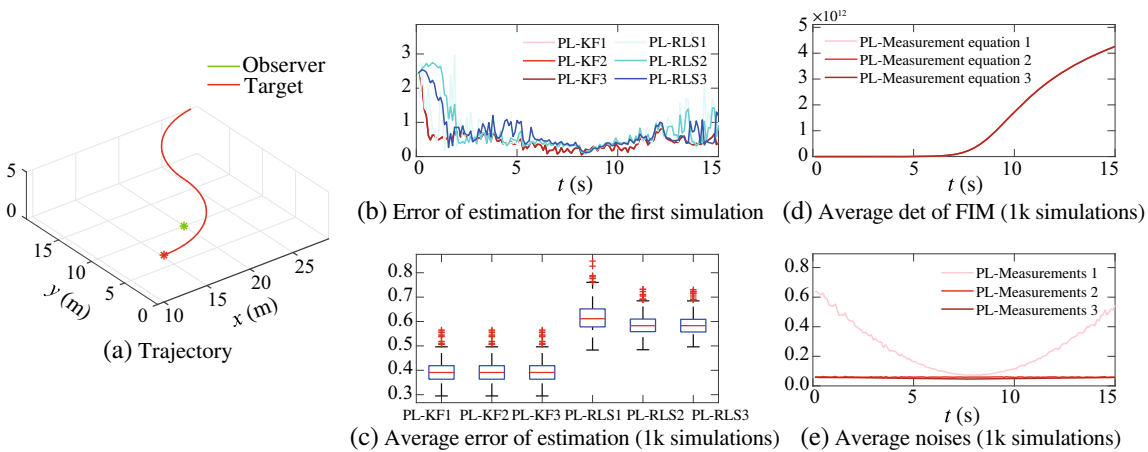 Observer
Target
5
0
15
10
5
0
y (m)
10
15
20
25
x (m)
(a) Trajectory
3
2
1
0
PL-KF1
PL-KF2
PL-KF3
PL-RLS1
PL-RLS2
PL-RLS3
0
5
10
15
t (s)
(b) Error of estimation for the first simulation
0.8
0.7
0.6
0.5
0.4
0.3
PL-KF1 PL-KF2 PL-KF3 PL-RLS1 PL-RLS2 PL-RLS3
(c) Average error of estimation (1k simulations)
×10^12
5
4
3
2
1
0
PL-Measurement equation 1
PL-Measurement equation 2
PL-Measurement equation 3
0
5
10
15
t (s)
(d) Average det of FIM (1k simulations)
0.8
0.6
0.4
0.2
0.0
PL-Measurements 1
PL-Measurements 2
PL-Measurements 3
0
5
10
15
t (s)
(e) Average noises (1k simulations)